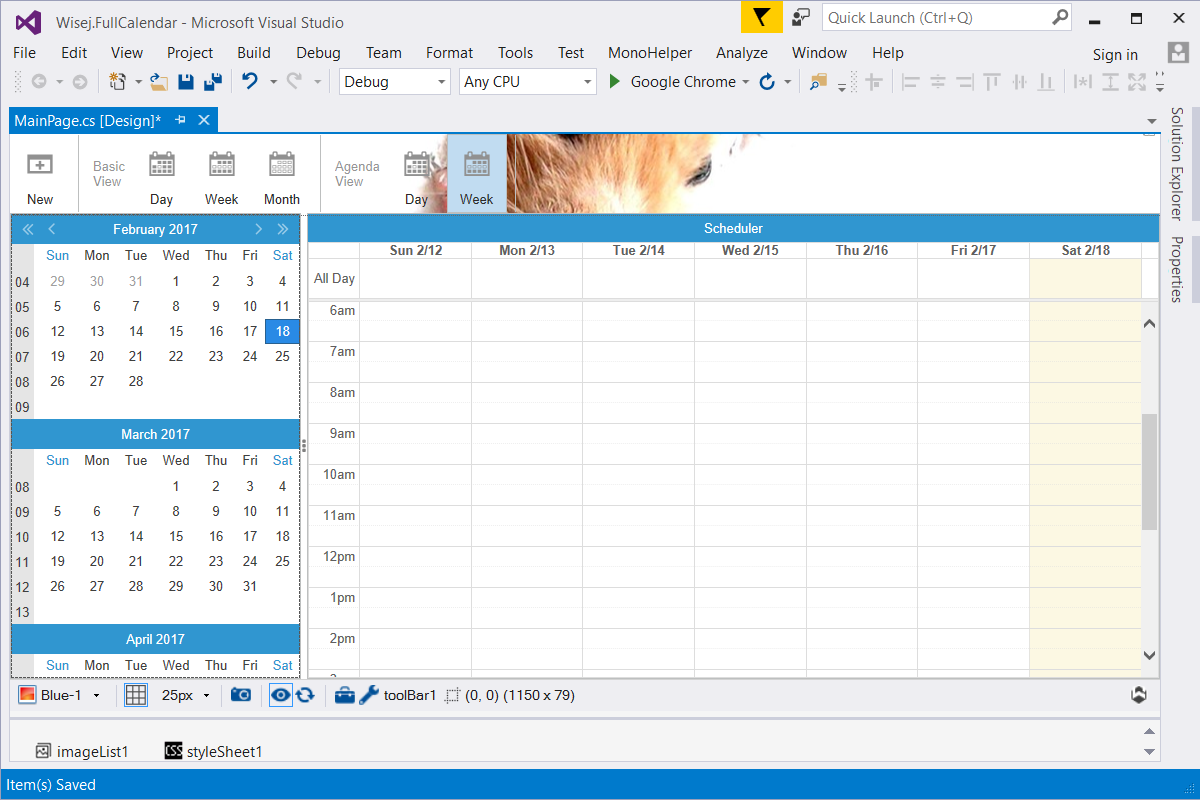 Wisej.FullCalendar - Microsoft Visual Studio
Quick Launch (Ctrl+Q)
File Edit View Project Build Debug Team Format Tools Test MonoHelper Analyze Window Help Sign in
Debug Any CPU Google Chrome
MainPage.cs [Design]*
Solution Explorer
Properties
Basic View
Agenda View
New Day Week Month Day Week
February 2017
Sun Mon Tue Wed Thu Fri Sat
04 29 30 31 1 2 3 4
05 5 6 7 8 9 10 11
06 12 13 14 15 16 17 18
07 19 20 21 22 23 24 25
08 26 27 28
09
March 2017
Sun Mon Tue Wed Thu Fri Sat
08 1 2 3 4
09 5 6 7 8 9 10 11
10 12 13 14 15 16 17 18
11 19 20 21 22 23 24 25
12 26 27 28 29 30 31
13
April 2017
Sun Mon Tue Wed Thu Fri Sat
Scheduler
Sun 2/12 Mon 2/13 Tue 2/14 Wed 2/15 Thu 2/16 Fri 2/17 Sat 2/18
All Day
6am
7am
8am
9am
10am
11am
12pm
1pm
2pm
Blue-1 25px toolBar1 (0, 0) (1150 x 79)
imageList1 CSS styleSheet1
Item(s) Saved